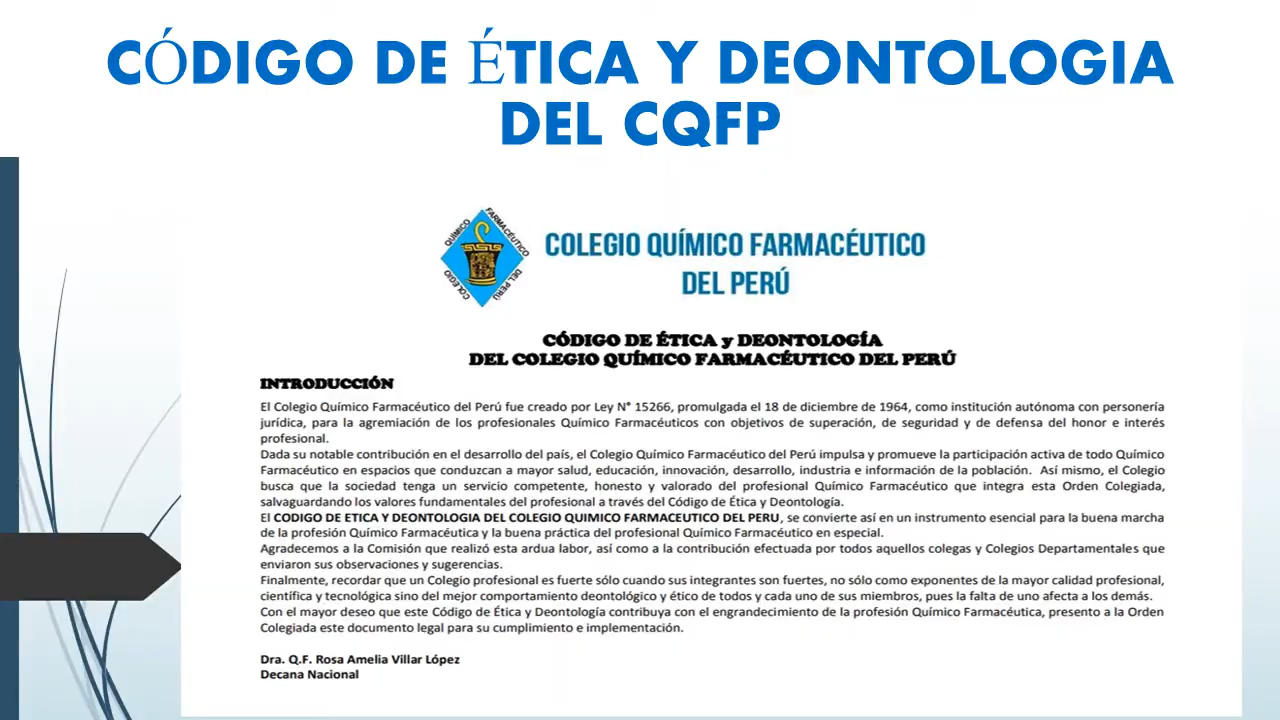 CÓDIGO DE ÉTICA Y DEONTOLOGIA
DEL CQFP
QUÍMICO FARMACÉUTICO
COLEGIO DEL PERÚ
COLEGIO QUÍMICO FARMACÉUTICO
DEL PERÚ
CÓDIGO DE ÉTICA y DEONTOLOGÍA
DEL COLEGIO QUÍMICO FARMACÉUTICO DEL PERÚ
INTRODUCCIÓN
El Colegio Químico Farmacéutico del Perú fue creado por Ley N° 15266, promulgada el 18 de diciembre de 1964, como institución autónoma con personería
jurídica, para la agremiación de los profesionales Químico Farmacéuticos con objetivos de superación, de seguridad y de defensa del honor e interés
profesional.
Dada su notable contribución en el desarrollo del país, el Colegio Químico Farmacéutico del Perú impulsa y promueve la participación activa de todo Químico
Farmacéutico en espacios que conduzcan a mayor salud, educación, innovación, desarrollo, industria e información de la población. Así mismo, el Colegio
busca que la sociedad tenga un servicio competente, honesto y valorado del profesional Químico Farmacéutico que integra esta Orden Colegiada,
salvaguardando los valores fundamentales del profesional a través del Código de Ética y Deontología.
El CODIGO DE ETICA Y DEONTOLOGIA DEL COLEGIO QUIMICO FARMACEUTICO DEL PERU, se convierte así en un instrumento esencial para la buena marcha
de la profesión Químico Farmacéutica y la buena práctica del profesional Químico Farmacéutico en especial.
Agradecemos a la Comisión que realizó esta ardua labor, así como a la contribución efectuada por todos aquellos colegas y Colegios Departamentales que
enviaron sus observaciones y sugerencias.
Finalmente, recordar que un Colegio profesional es fuerte sólo cuando sus integrantes son fuertes, no sólo como exponentes de la mayor calidad profesional,
científica y tecnológica sino del mejor comportamiento deontológico y ético de todos y cada uno de sus miembros, pues la falta de uno afecta a los demás.
Con el mayor deseo que este Código de Ética y Deontología contribuya con el engrandecimiento de la profesión Químico Farmacéutica, presento a la Orden
Colegiada este documento legal para su cumplimiento e implementación.
Dra. Q.F. Rosa Amelia Villar López
Decana Nacional